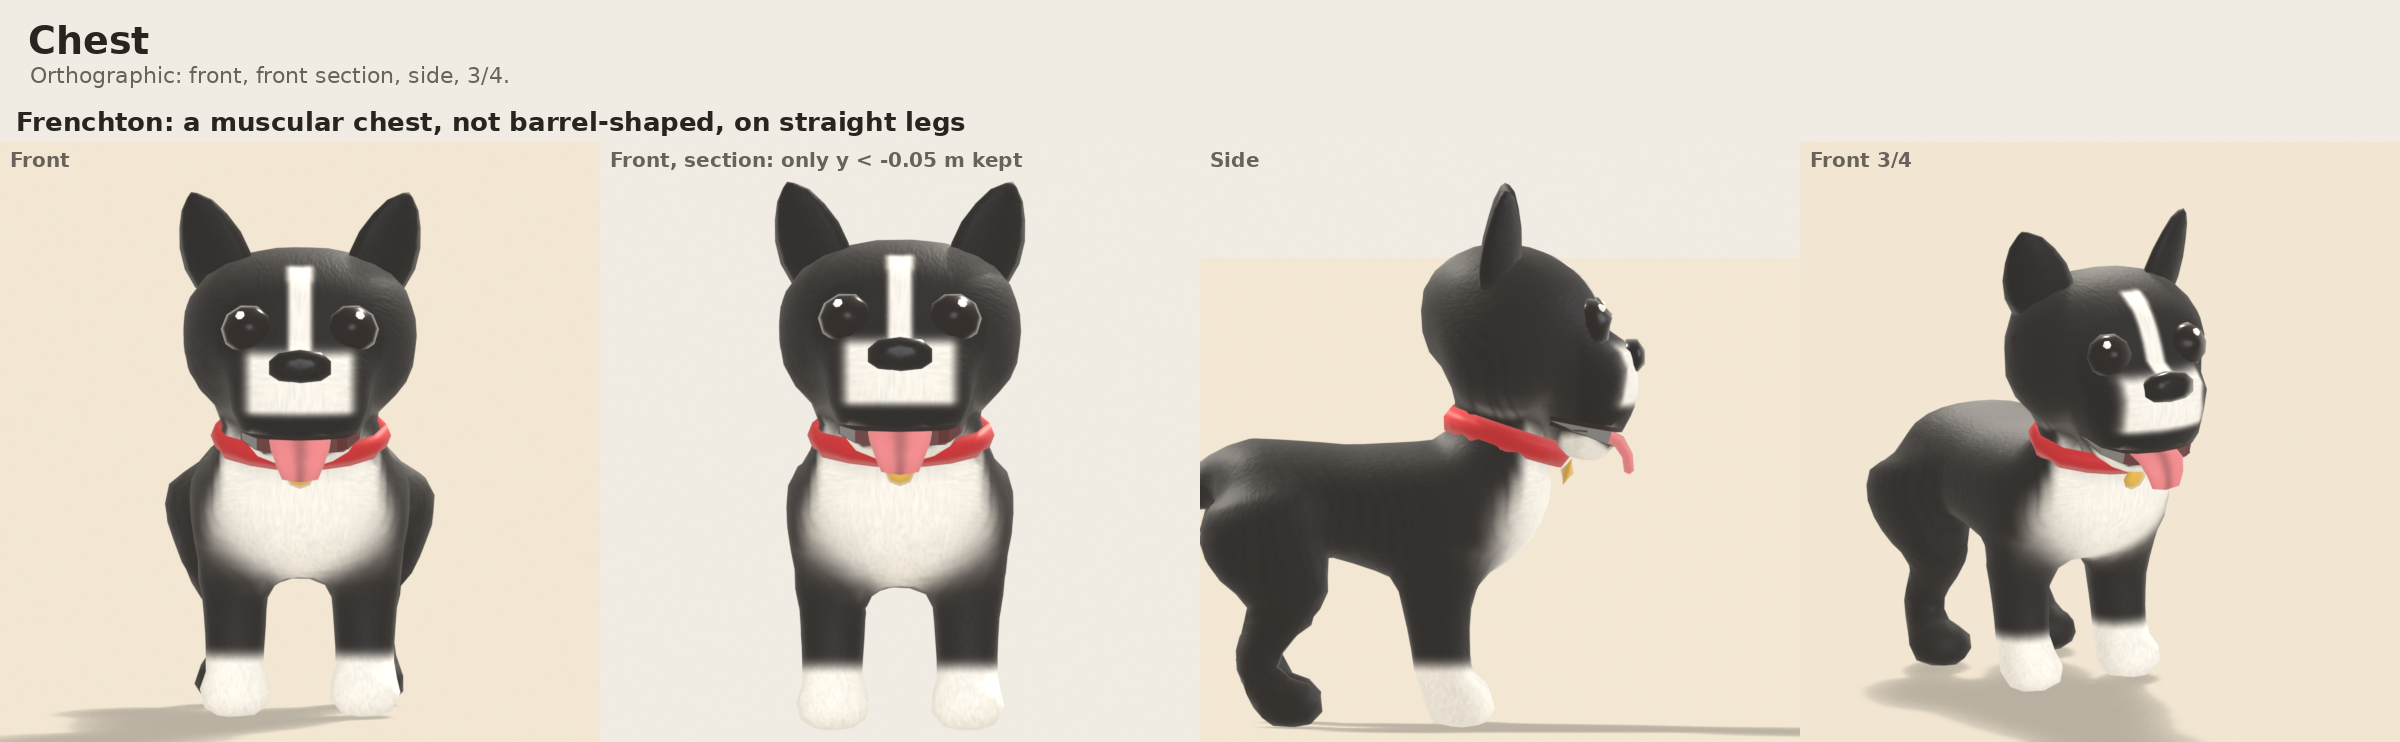 Chest
Orthographic: front, front section, side, 3/4.
Frenchton: a muscular chest, not barrel-shaped, on straight legs
Front
Front, section: only y < -0.05 m kept
Side
Front 3/4